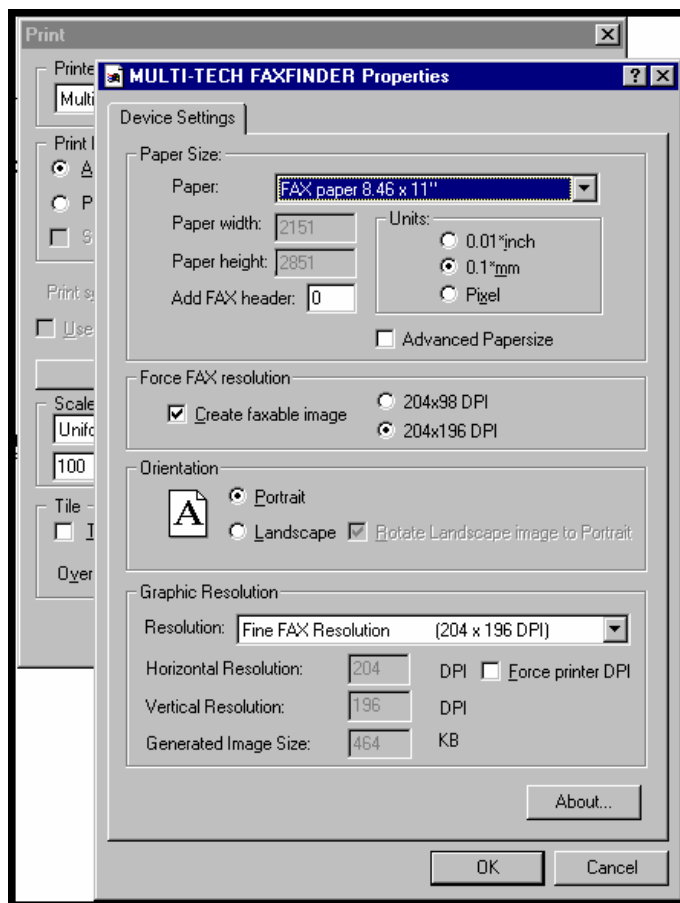 Print
Printe
Multi
Print
A
P
S
Print s
Use
Scale
Unifo
100
Tile
Over
MULTI-TECH FAXFINDER Properties
Device Settings
Paper Size:
Paper: FAX paper 8.46 x 11"
Paper width: 2151
Paper height: 2851
Add FAX header: 0
Units:
0.01*inch
0.1*mm
Pixel
Advanced Papersize
Force FAX resolution
Create faxable image
204x98 DPI
204x196 DPI
Orientation
A
Portrait
Landscape Rotate Landscape image to Portrait
Graphic Resolution
Resolution: Fine FAX Resolution (204 x 196 DPI)
Horizontal Resolution: 204 DPI Force printer DPI
Vertical Resolution: 196 DPI
Generated Image Size: 464 KB
About...
OK Cancel